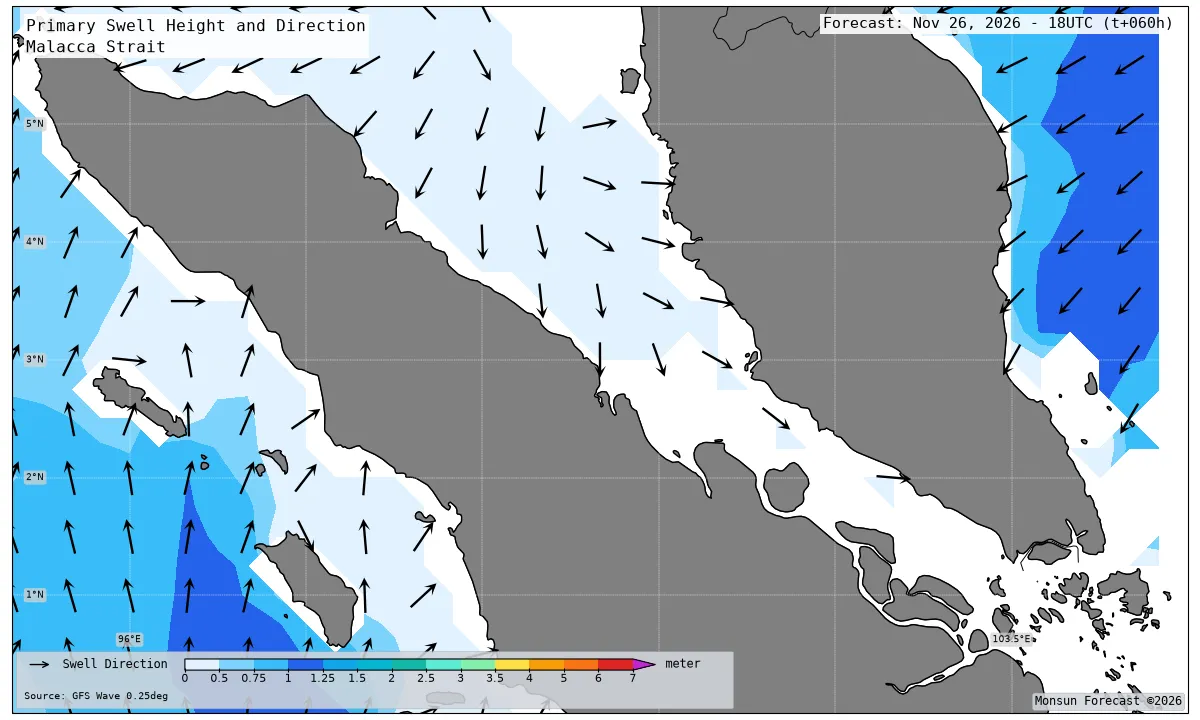 Primary Swell Height and Direction
Malacca Strait
Forecast: Nov 26, 2026 - 18UTC (t+060h)
5°N
4°N
3°N
2°N
1°N
96°E
103.5°E
Swell Direction
0 0.5 0.75 1 1.25 1.5 2 2.5 3 3.5 4 5 6 7
meter
Source: GFS Wave 0.25deg
Monsun Forecast ©2026